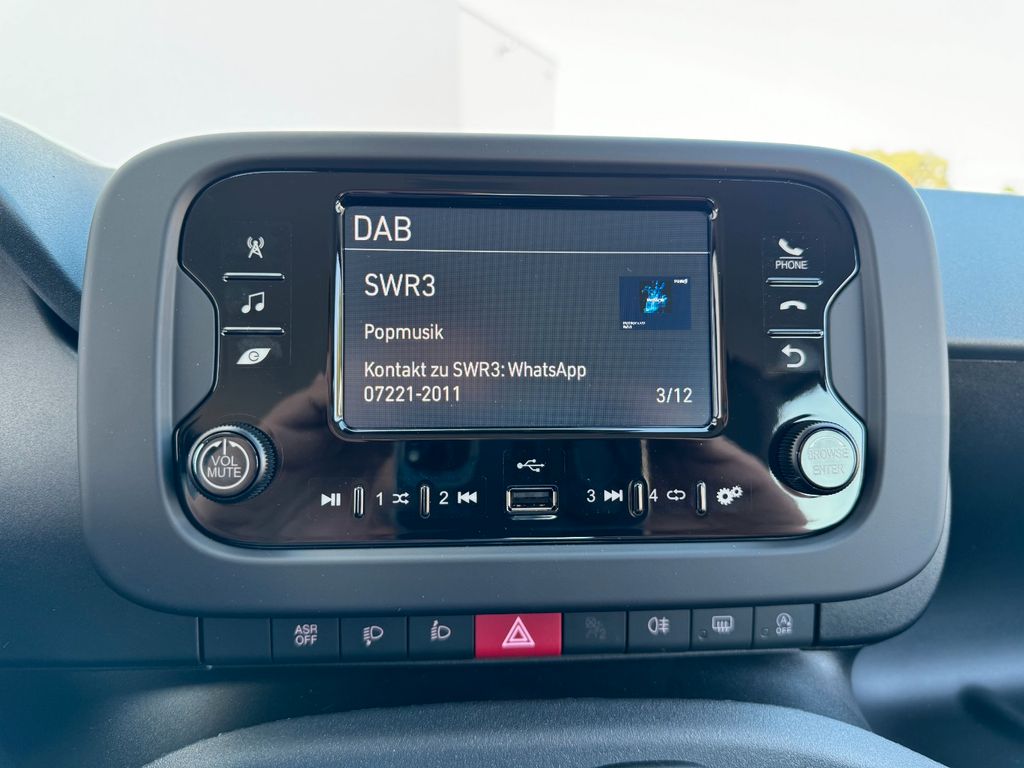 DAB
SWR3
Popmusik
Kontakt zu SWR3: WhatsApp
07221-2011
3/12
PHONE
VOL
MUTE
BROWSE
ENTER
1
2
3
4
ASR
OFF
A
OFF